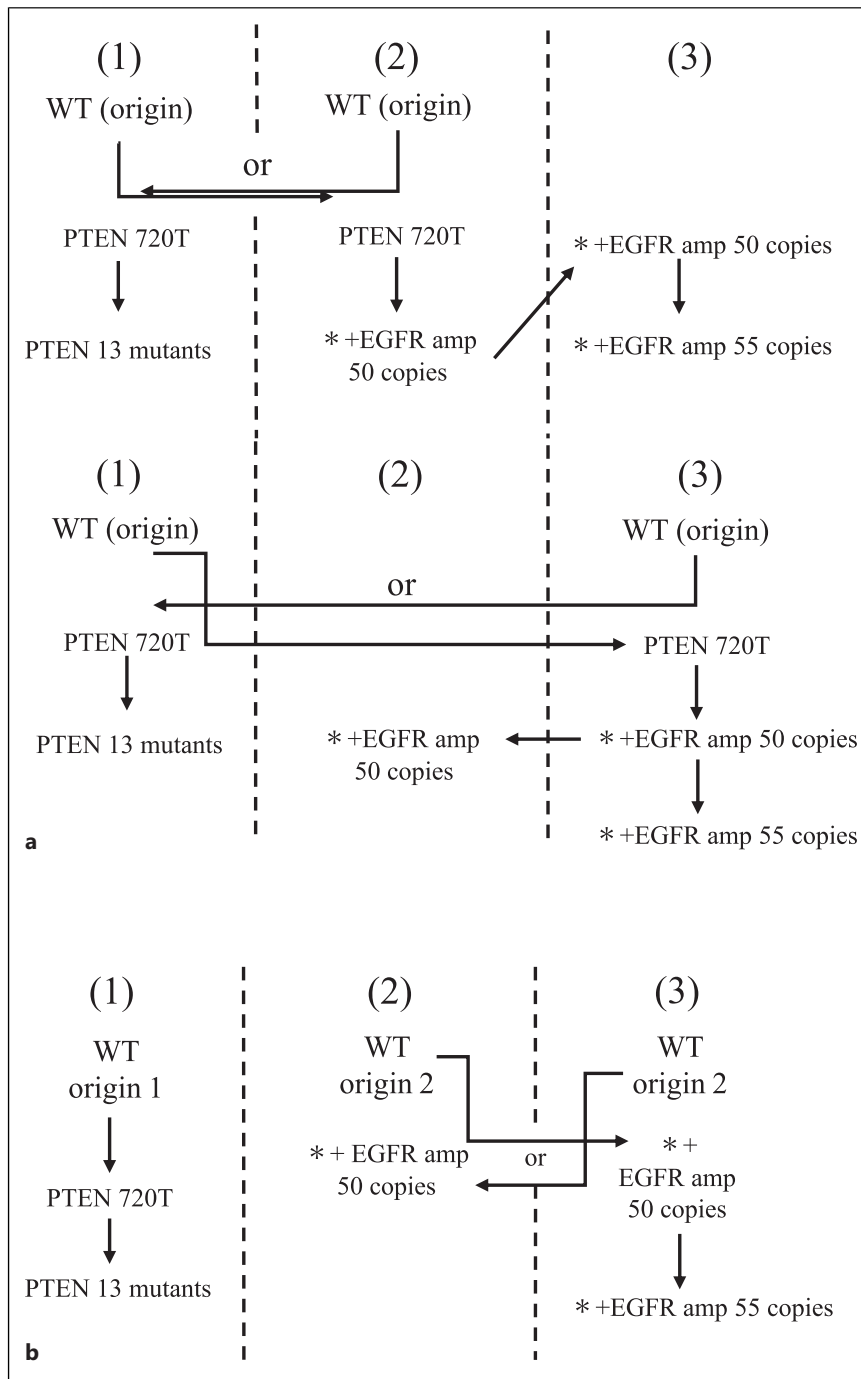 (1)
(2)
(3)
WT (origin)
WT (origin)
or
PTEN 720T
PTEN 720T
* +EGFR amp 50 copies
PTEN 13 mutants
* +EGFR amp
50 copies
* +EGFR amp 55 copies
(1)
(2)
(3)
WT (origin)
WT (origin)
or
PTEN 720T
PTEN 720T
PTEN 13 mutants
* +EGFR amp
50 copies
* +EGFR amp 50 copies
* +EGFR amp 55 copies
a
(1)
(2)
(3)
WT
origin 1
WT
origin 2
WT
origin 2
* + EGFR amp
50 copies
or
* +
EGFR amp
50 copies
PTEN 720T
PTEN 13 mutants
* +EGFR amp 55 copies
b